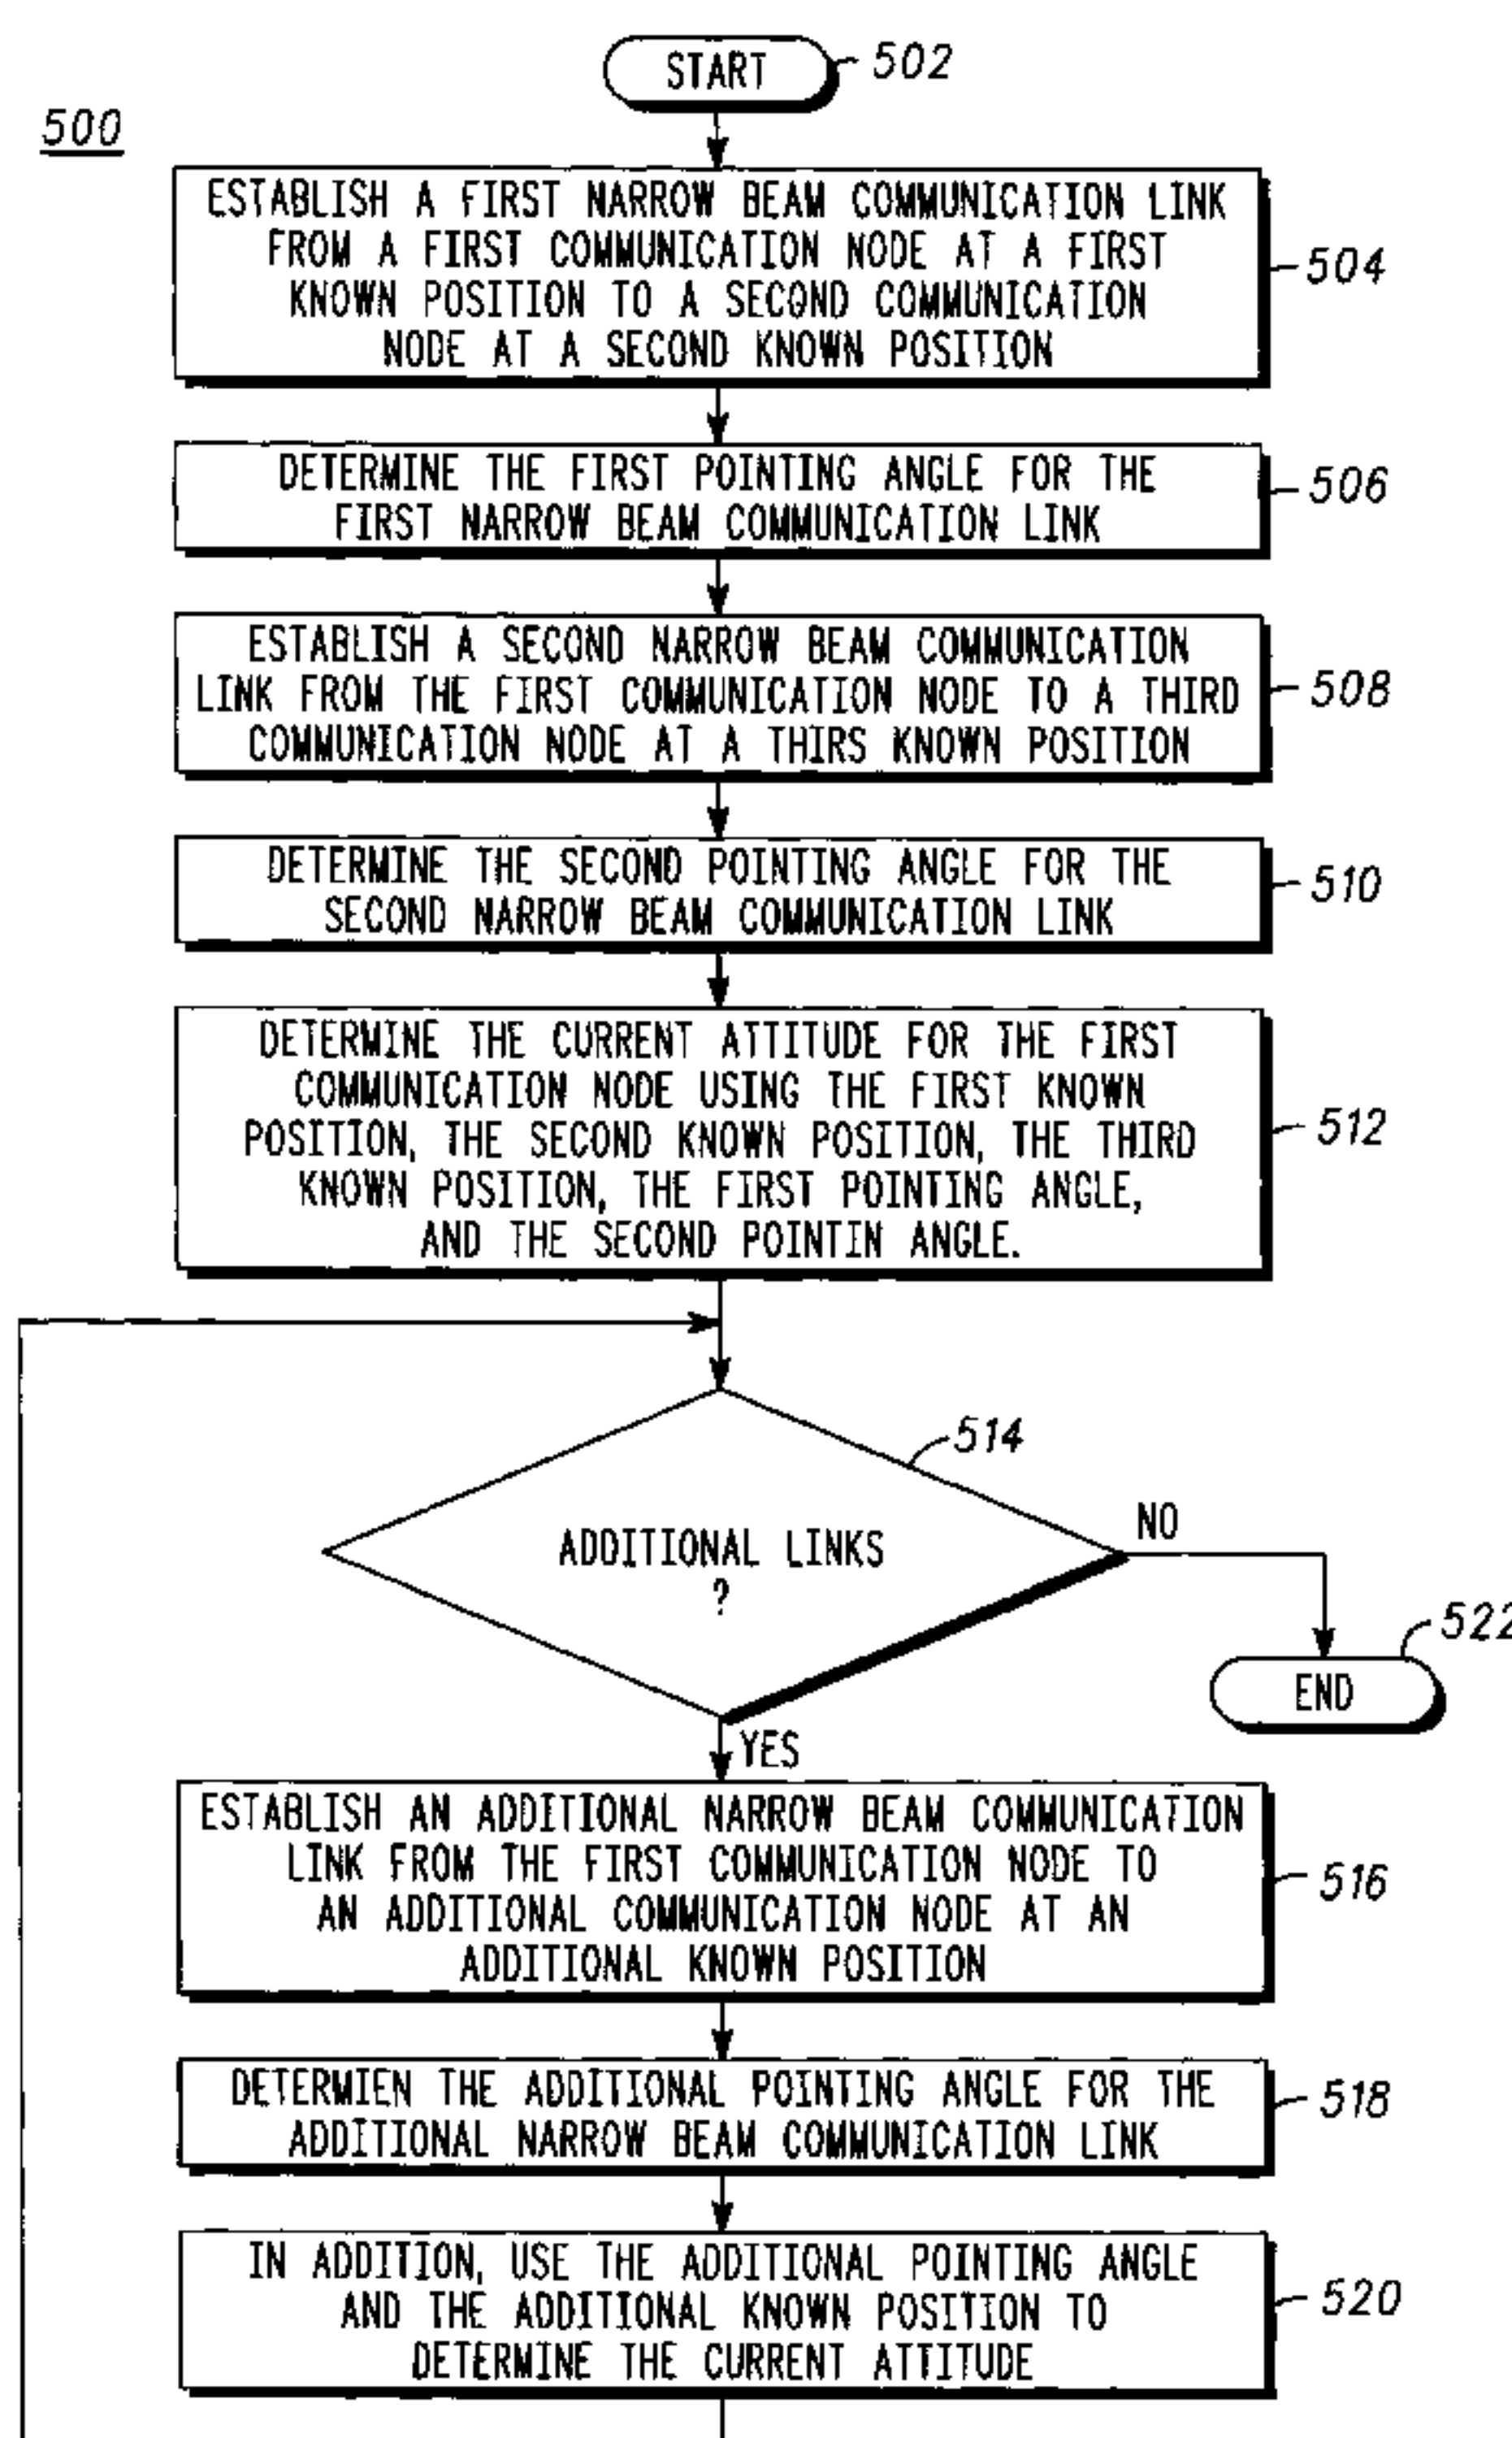 START
502
500
ESTABLISH A FIRST NARROW BEAM COMMUNICATION LINK
FROM A FIRST COMMUNICATION NODE AT A FIRST
KNOWN POSITION TO A SECOND COMMUNICATION
NODE AT A SECOND KNOWN POSITION
504
DETERMINE THE FIRST POINTING ANGLE FOR THE
FIRST NARROW BEAM COMMUNICATION LINK
506
ESTABLISH A SECOND NARROW BEAM COMMUNICATION
LINK FROM THE FIRST COMMUNICATION NODE TO A THIRD
COMMUNICATION NODE AT A THIRS KNOWN POSITION
508
DETERMINE THE SECOND POINTING ANGLE FOR THE
SECOND NARROW BEAM COMMUNICATION LINK
510
DETERMINE THE CURRENT ATTITUDE FOR THE FIRST
COMMUNICATION NODE USING THE FIRST KNOWN
POSITION, THE SECOND KNOWN POSITION, THE THIRD
KNOWN POSITION, THE FIRST POINTING ANGLE,
AND THE SECOND POINTIN ANGLE.
512
514
ADDITIONAL LINKS
?
NO
522
END
YES
ESTABLISH AN ADDITIONAL NARROW BEAM COMMUNICATION
LINK FROM THE FIRST COMMUNICATION NODE TO
AN ADDITIONAL COMMUNICATION NODE AT AN
ADDITIONAL KNOWN POSITION
516
DETERMIEN THE ADDITIONAL POINTING ANGLE FOR THE
ADDITIONAL NARROW BEAM COMMUNICATION LINK
518
IN ADDITION, USE THE ADDITIONAL POINTING ANGLE
AND THE ADDITIONAL KNOWN POSITION TO
DETERMINE THE CURRENT ATTITUDE
520